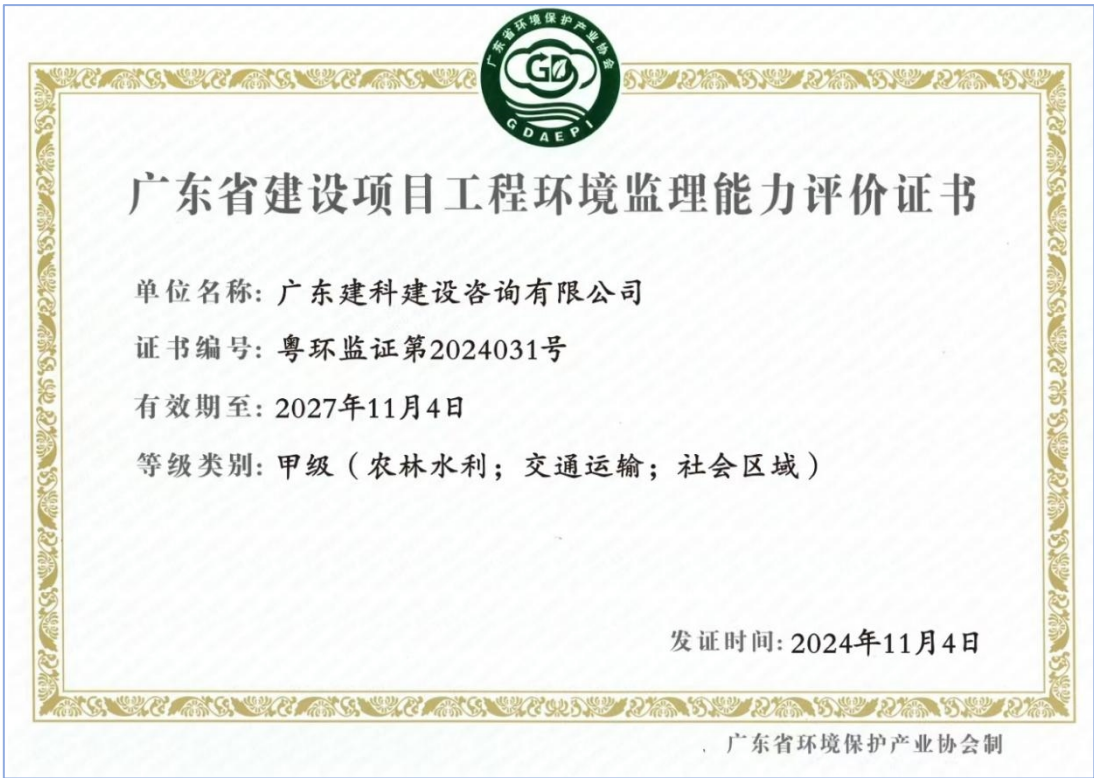 广东省环境保护产业协会
GD
GDAEPI
广东省建设项目工程环境监理能力评价证书
单位名称: 广东建科建设咨询有限公司
证书编号: 粤环监证第2024031号
有效期至: 2027年11月4日
等级类别: 甲级（农林水利；交通运输；社会区域）
发证时间: 2024年11月4日
广东省环境保护产业协会制